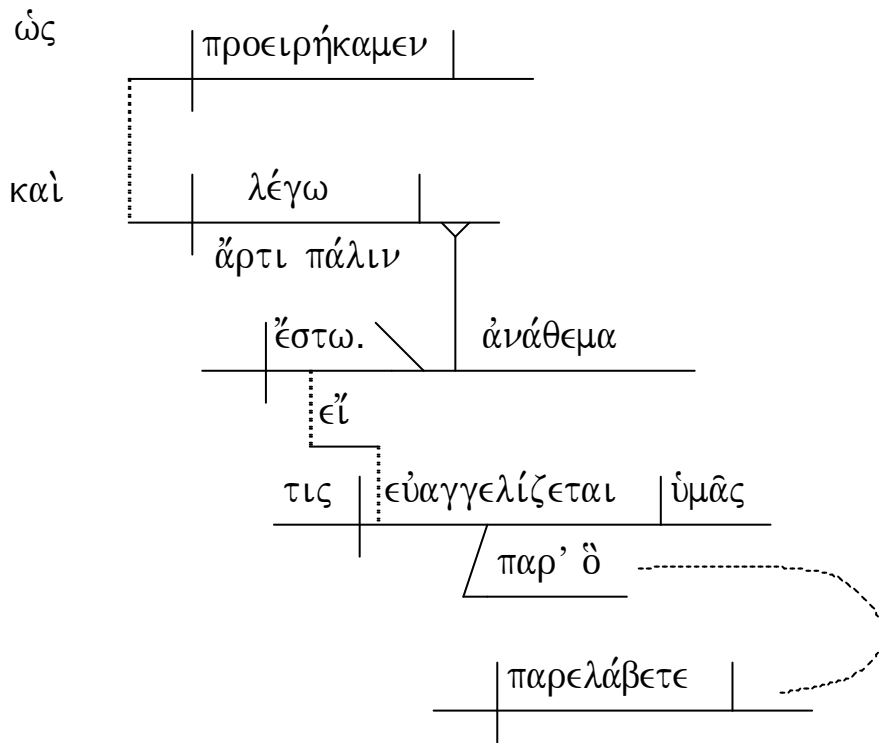 ὡς
προειρήκαμεν
καὶ
λέγω
ἄρτι πάλιν
ἔστω. ἀνάθεμα
εἴ
τις εὐαγγελίζεται ὑμᾶς
παρ’ ὃ
παρελάβετε